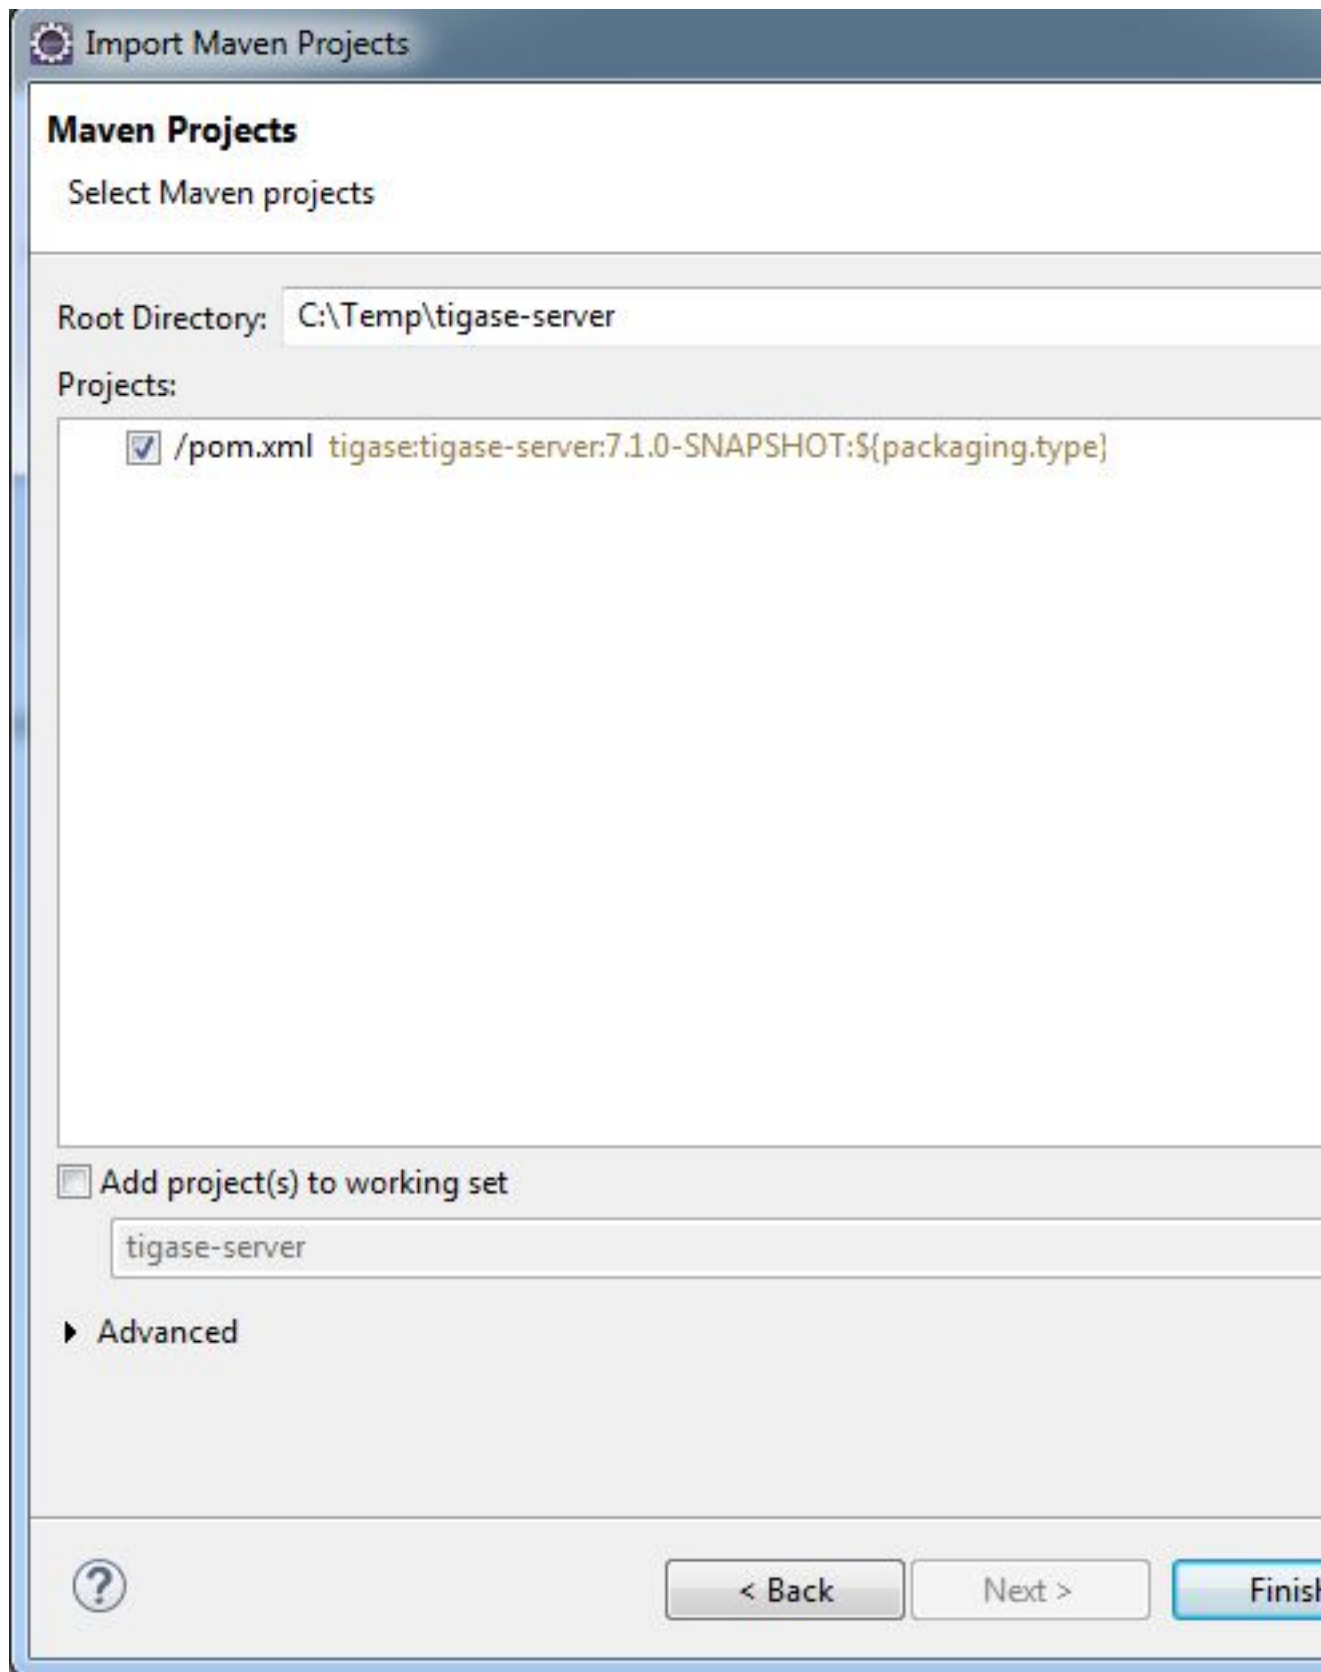 Import Maven Projects
Maven Projects
Select Maven projects
Root Directory: C:\Temp\tigase-server
Projects:
/pom.xml tigase:tigase-server:7.1.0-SNAPSHOT:${packaging.type}
Add project(s) to working set
tigase-server
Advanced
?
< Back Next >